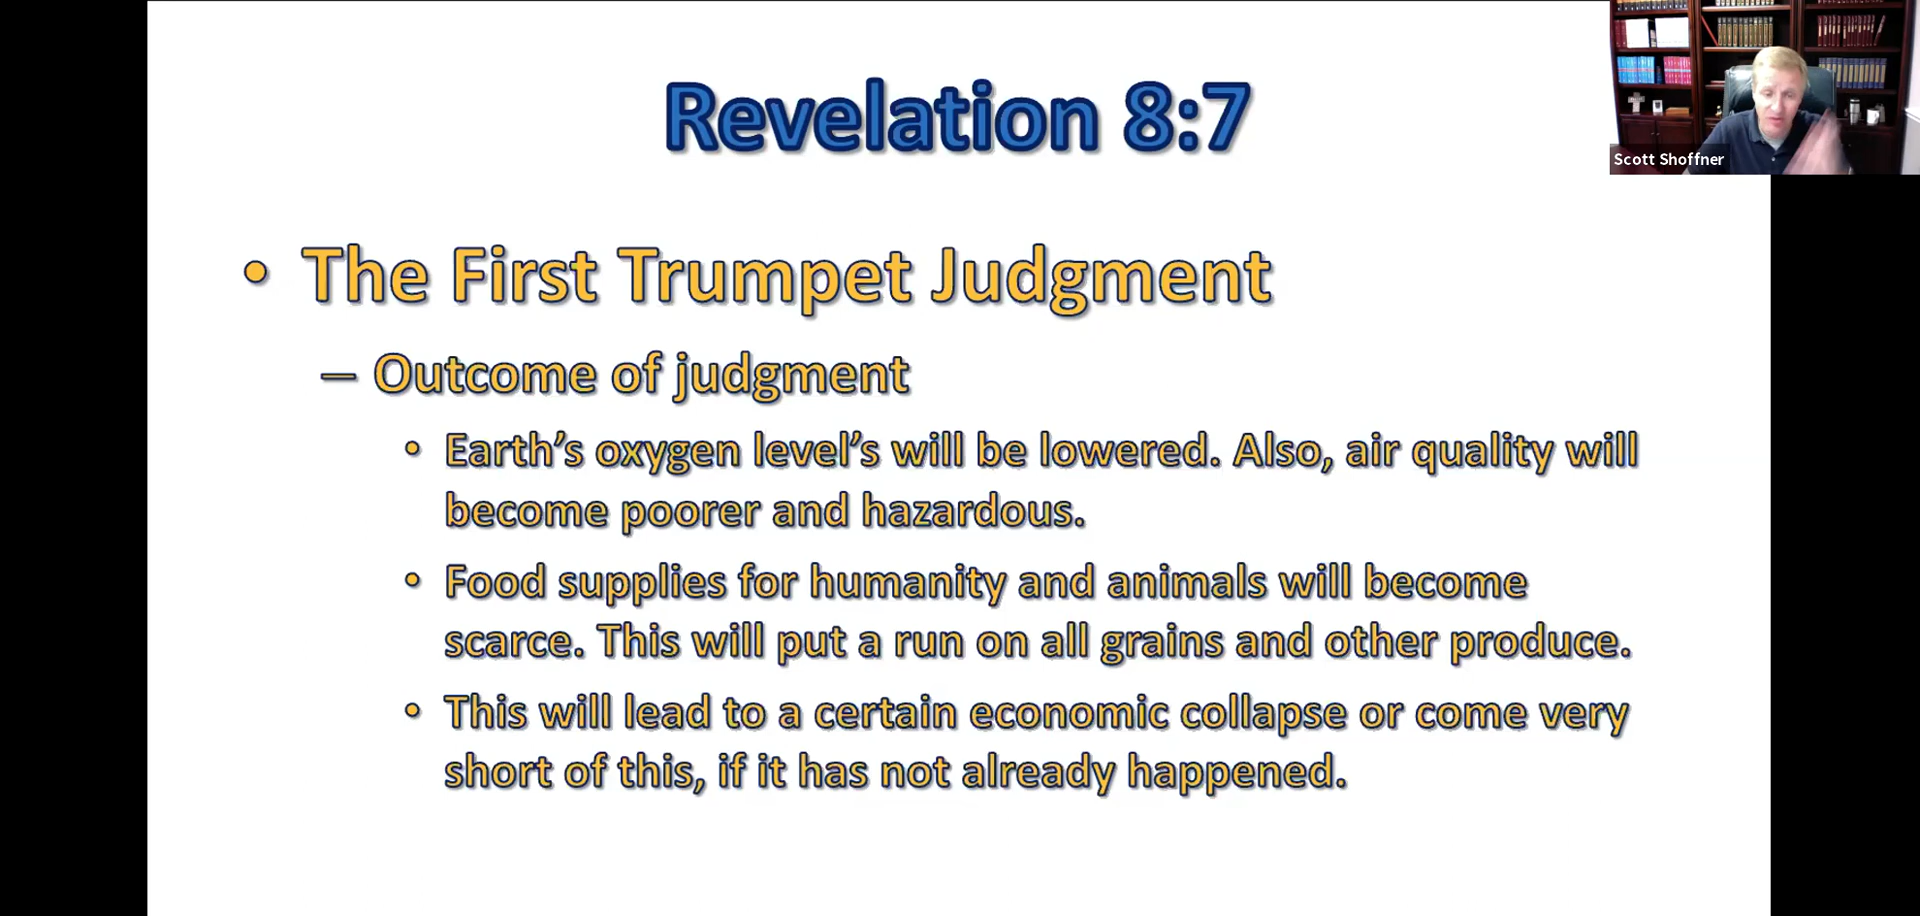 Revelation 8:7
Scott Shoffner
• The First Trumpet Judgment
– Outcome of judgment
• Earth’s oxygen level’s will be lowered. Also, air quality will
become poorer and hazardous.
• Food supplies for humanity and animals will become
scarce. This will put a run on all grains and other produce.
• This will lead to a certain economic collapse or come very
short of this, if it has not already happened.